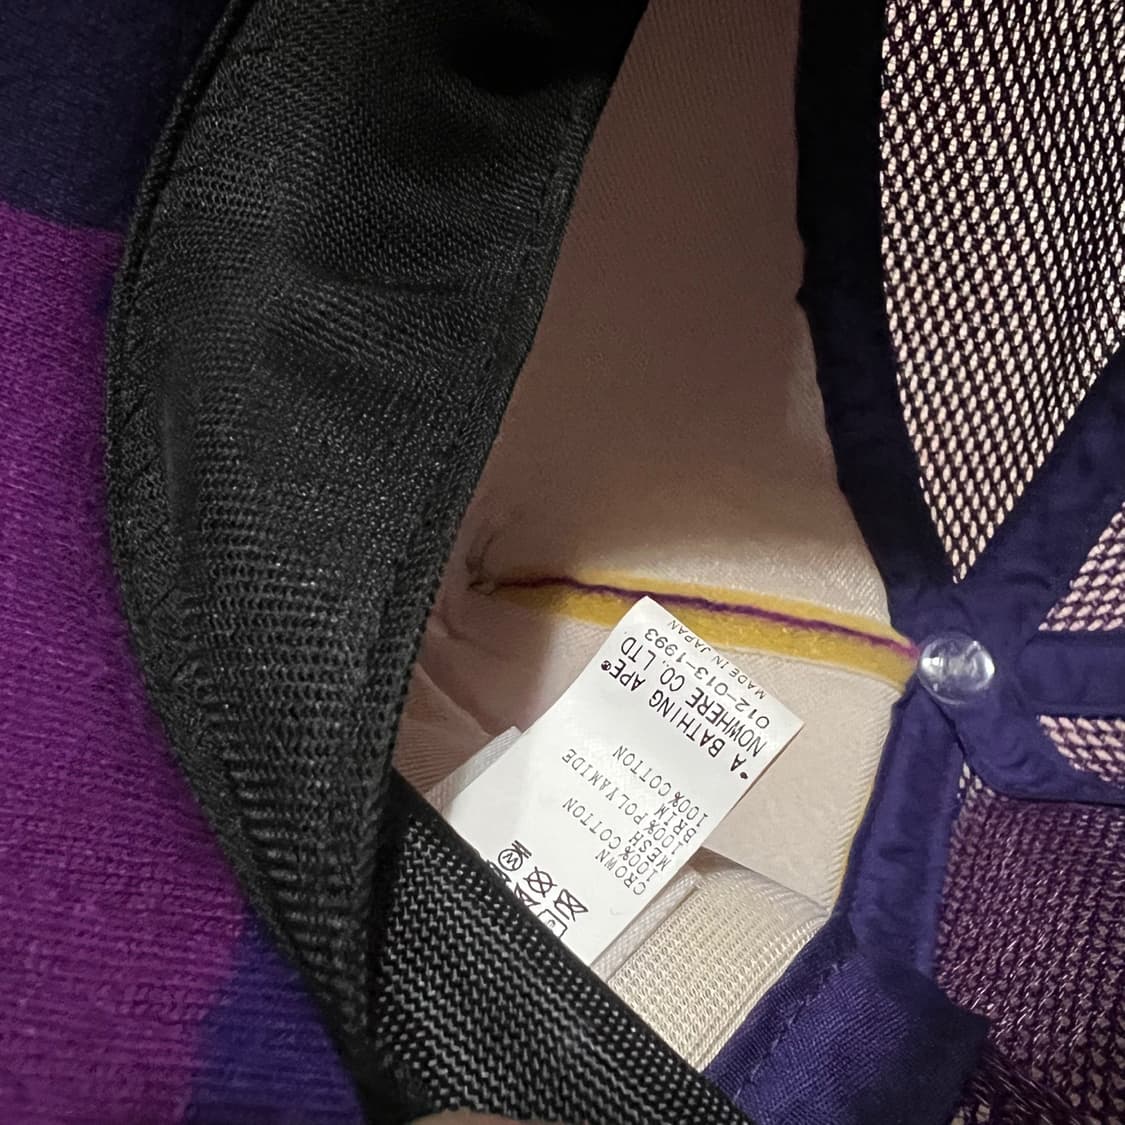 CROWN COTTON
100% COTTON
MESH
100% POLYAMIDE
BRIM
100% COTTON
*A BATHING APE®
NOWHERE CO. LTD
012-013-1993
MADE IN JAPAN